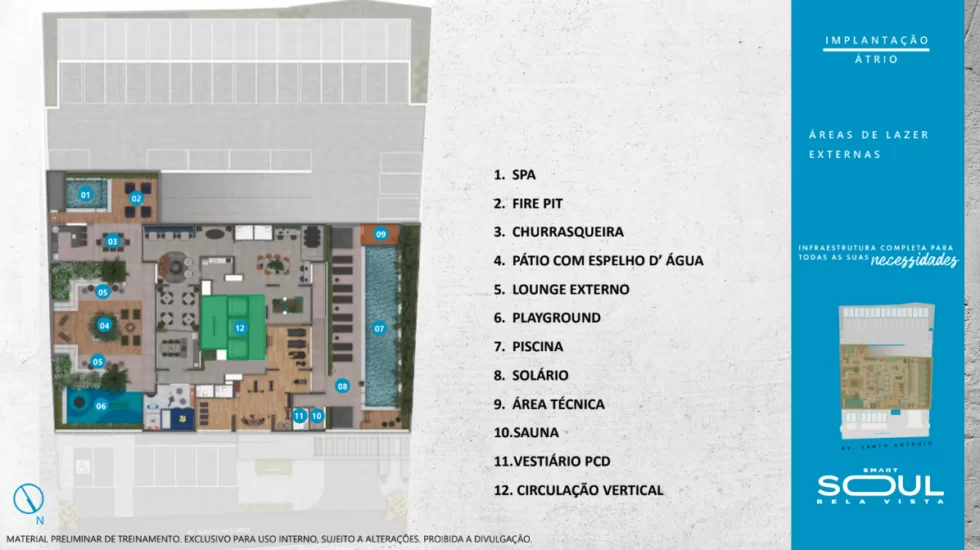 IMPLANTAÇÃO
ÁTRIO
ÁREAS DE LAZER
EXTERNAS
1. SPA
2. FIRE PIT
3. CHURRASQUEIRA
4. PÁTIO COM ESPELHO D' ÁGUA
5. LOUNGE EXTERNO
6. PLAYGROUND
7. PISCINA
8. SOLÁRIO
9. ÁREA TÉCNICA
10.SAUNA
11.VESTIÁRIO PCD
12. CIRCULAÇÃO VERTICAL
01
02
03
09
05
04
12
07
05
08
06
11
10
INFRAESTRUTURA COMPLETA PARA
TODAS AS SUAS necessidades
AV. SANTO ANTÔNIO
SMART
SOUL
BELA VISTA
N
MATERIAL PRELIMINAR DE TREINAMENTO. EXCLUSIVO PARA USO INTERNO, SUJEITO A ALTERAÇÕES. PROIBIDA A DIVULGAÇÃO.